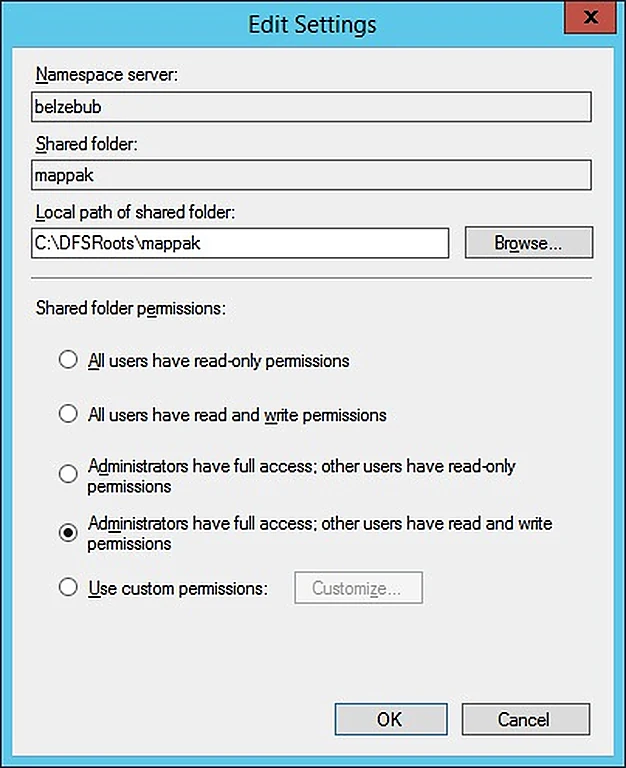 Edit Settings
x
Namespace server:
belzebub
Shared folder:
mappak
Local path of shared folder:
C:\DFSRoots\mappak
Browse...
Shared folder permissions:
All users have read-only permissions
All users have read and write permissions
Administrators have full access; other users have read-only
permissions
Administrators have full access; other users have read and write
permissions
Use custom permissions:
Customize...
OK
Cancel